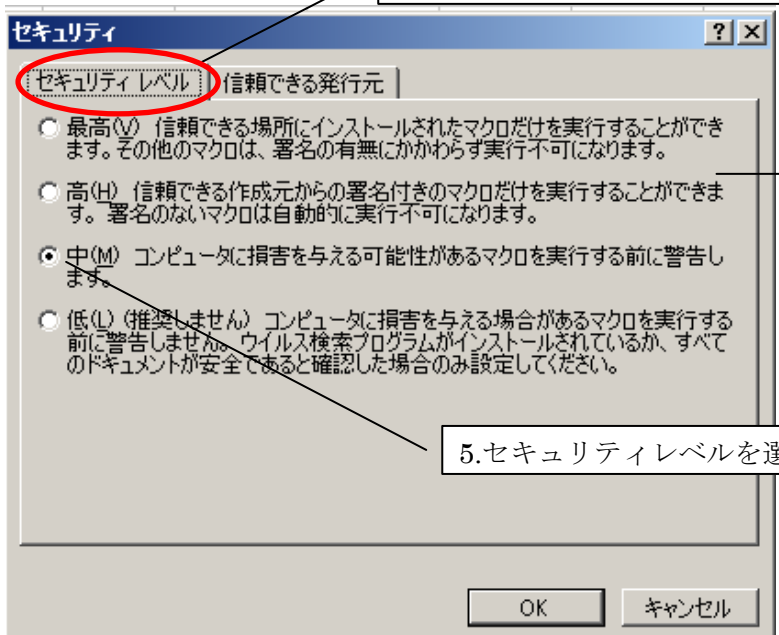 セキュリティ
セキュリティ レベル 信頼できる発行元
最高(V) 信頼できる場所にインストールされたマクロだけを実行することができ
ます。その他のマクロは、署名の有無にかかわらず実行不可になります。
高(H) 信頼できる作成元からの署名付きのマクロだけを実行することができま
す。署名のないマクロは自動的に実行不可になります。
中(M) コンピュータに損害を与える可能性があるマクロを実行する前に警告し
ます。
低(L) (推奨しません) コンピュータに損害を与える場合があるマクロを実行する
前に警告しません。ウイルス検索プログラムがインストールされているか、すべて
のドキュメントが安全であると確認した場合のみ設定してください。
5.セキュリティレベルを選
OK キャンセル